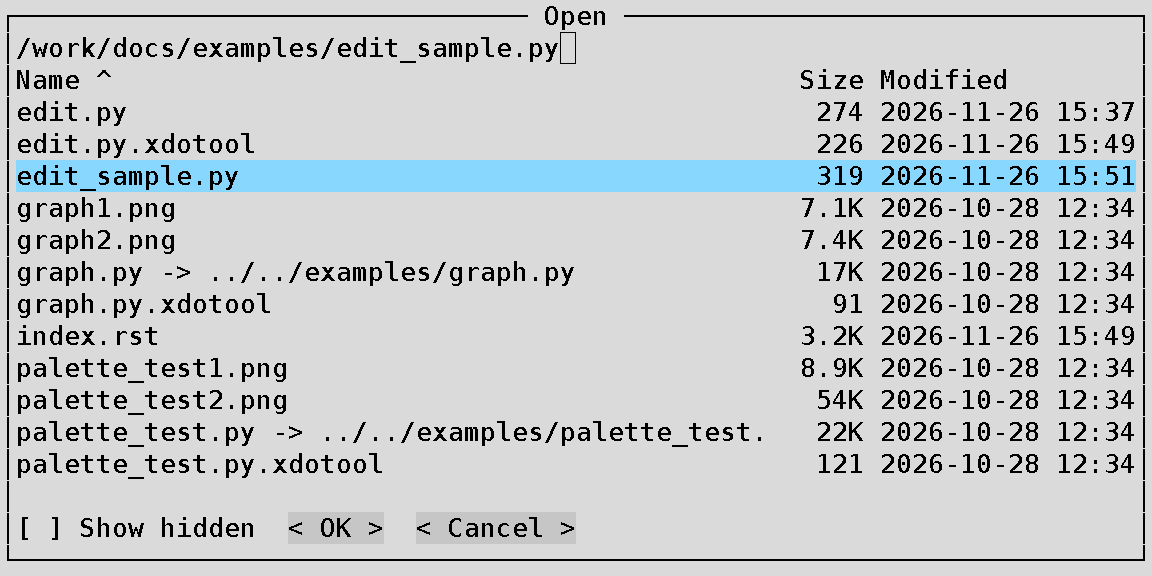 Open
/work/docs/examples/edit_sample.py
Name ^ Size Modified
edit.py 274 2026-11-26 15:37
edit.py.xdotool 226 2026-11-26 15:49
edit_sample.py 319 2026-11-26 15:51
graph1.png 7.1K 2026-10-28 12:34
graph2.png 7.4K 2026-10-28 12:34
graph.py -> ../../examples/graph.py 17K 2026-10-28 12:34
graph.py.xdotool 91 2026-10-28 12:34
index.rst 3.2K 2026-11-26 15:49
palette_test1.png 8.9K 2026-10-28 12:34
palette_test2.png 54K 2026-10-28 12:34
palette_test.py -> ../../examples/palette_test. 22K 2026-10-28 12:34
palette_test.py.xdotool 121 2026-10-28 12:34
[ ] Show hidden < OK > < Cancel >